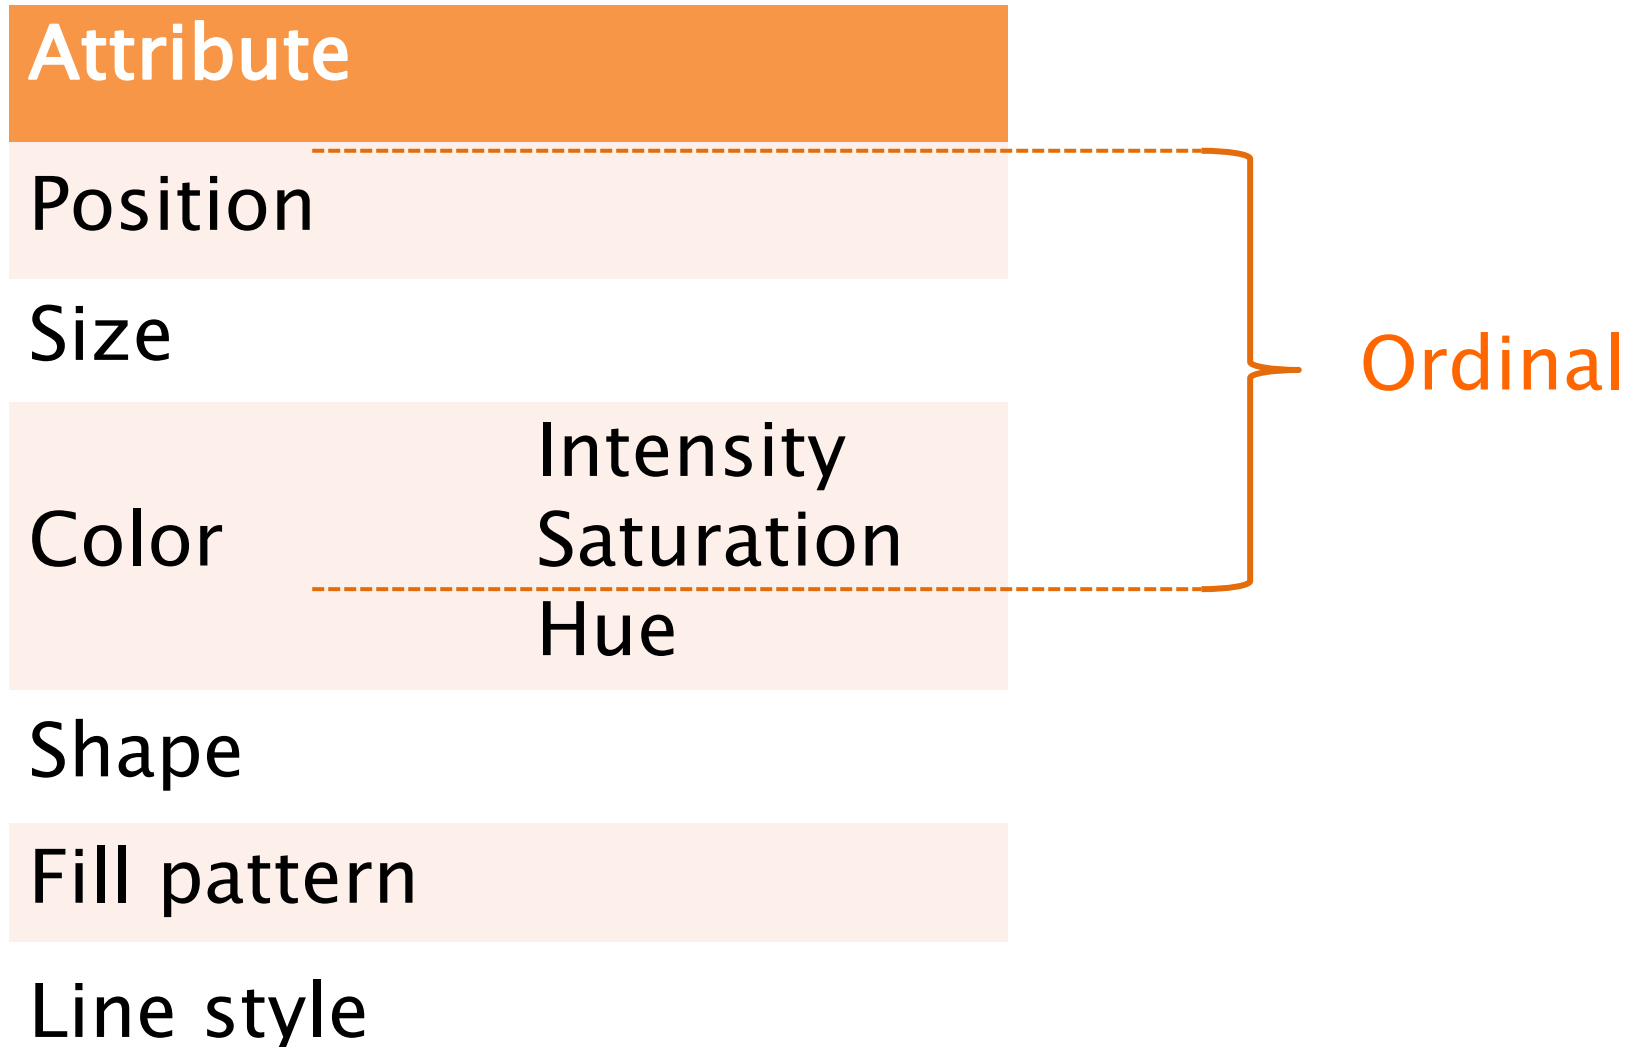 Attribute
Position
Size
Ordinal
Color
Intensity
Saturation
Hue
Shape
Fill pattern
Line style